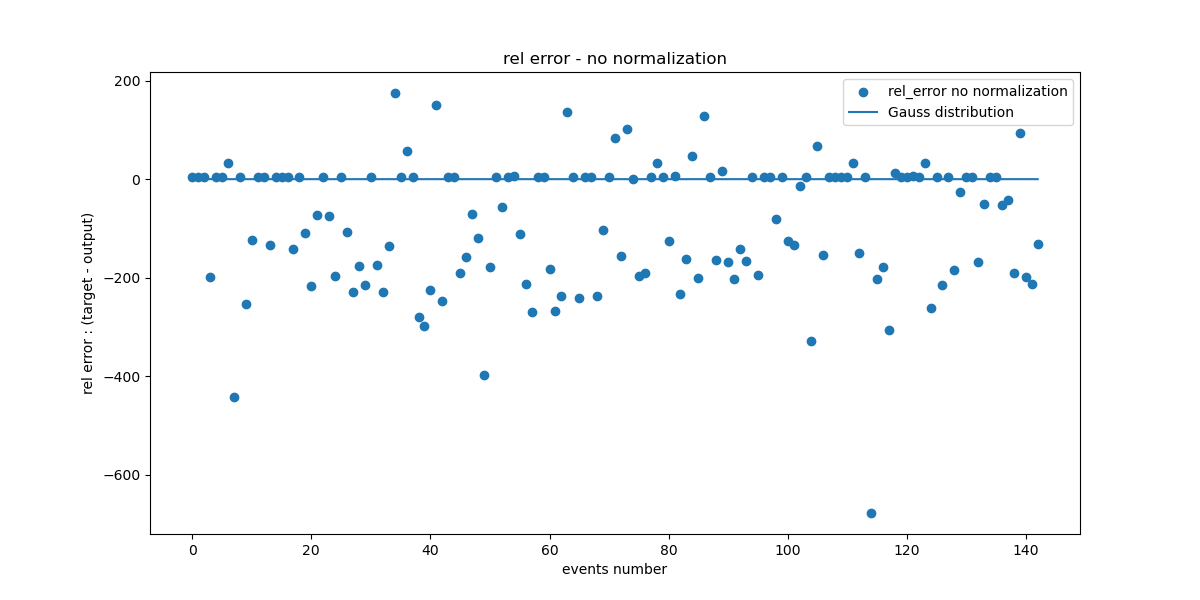 rel error - no normalization
rel_error no normalization
Gauss distribution
200
0
−200
−400
−600
rel error : (target - output)
0 20 40 60 80 100 120 140
events number